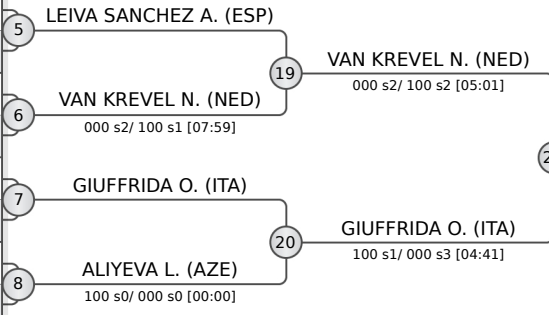 LEIVA SANCHEZ A. (ESP)
5
19
VAN KREVEL N. (NED)
000 s2/ 100 s2 [05:01]
VAN KREVEL N. (NED)
6
000 s2/ 100 s1 [07:59]
2
GIUFFRIDA O. (ITA)
7
20
GIUFFRIDA O. (ITA)
100 s1/ 000 s3 [04:41]
ALIYEVA L. (AZE)
8
100 s0/ 000 s0 [00:00]